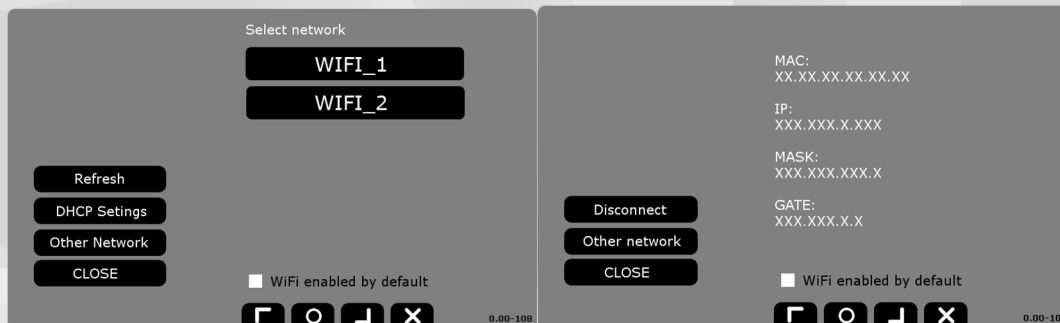 Select network
WIFI_1
WIFI_2
Refresh
DHCP Setings
Other Network
CLOSE
WiFi enabled by default
0.00-108
MAC:
XX.XX.XX.XX.XX.XX
IP:
XXX.XXX.X.XXX
MASK:
XXX.XXX.XXX.X
GATE:
XXX.XXX.X.X
Disconnect
Other network
CLOSE
WiFi enabled by default